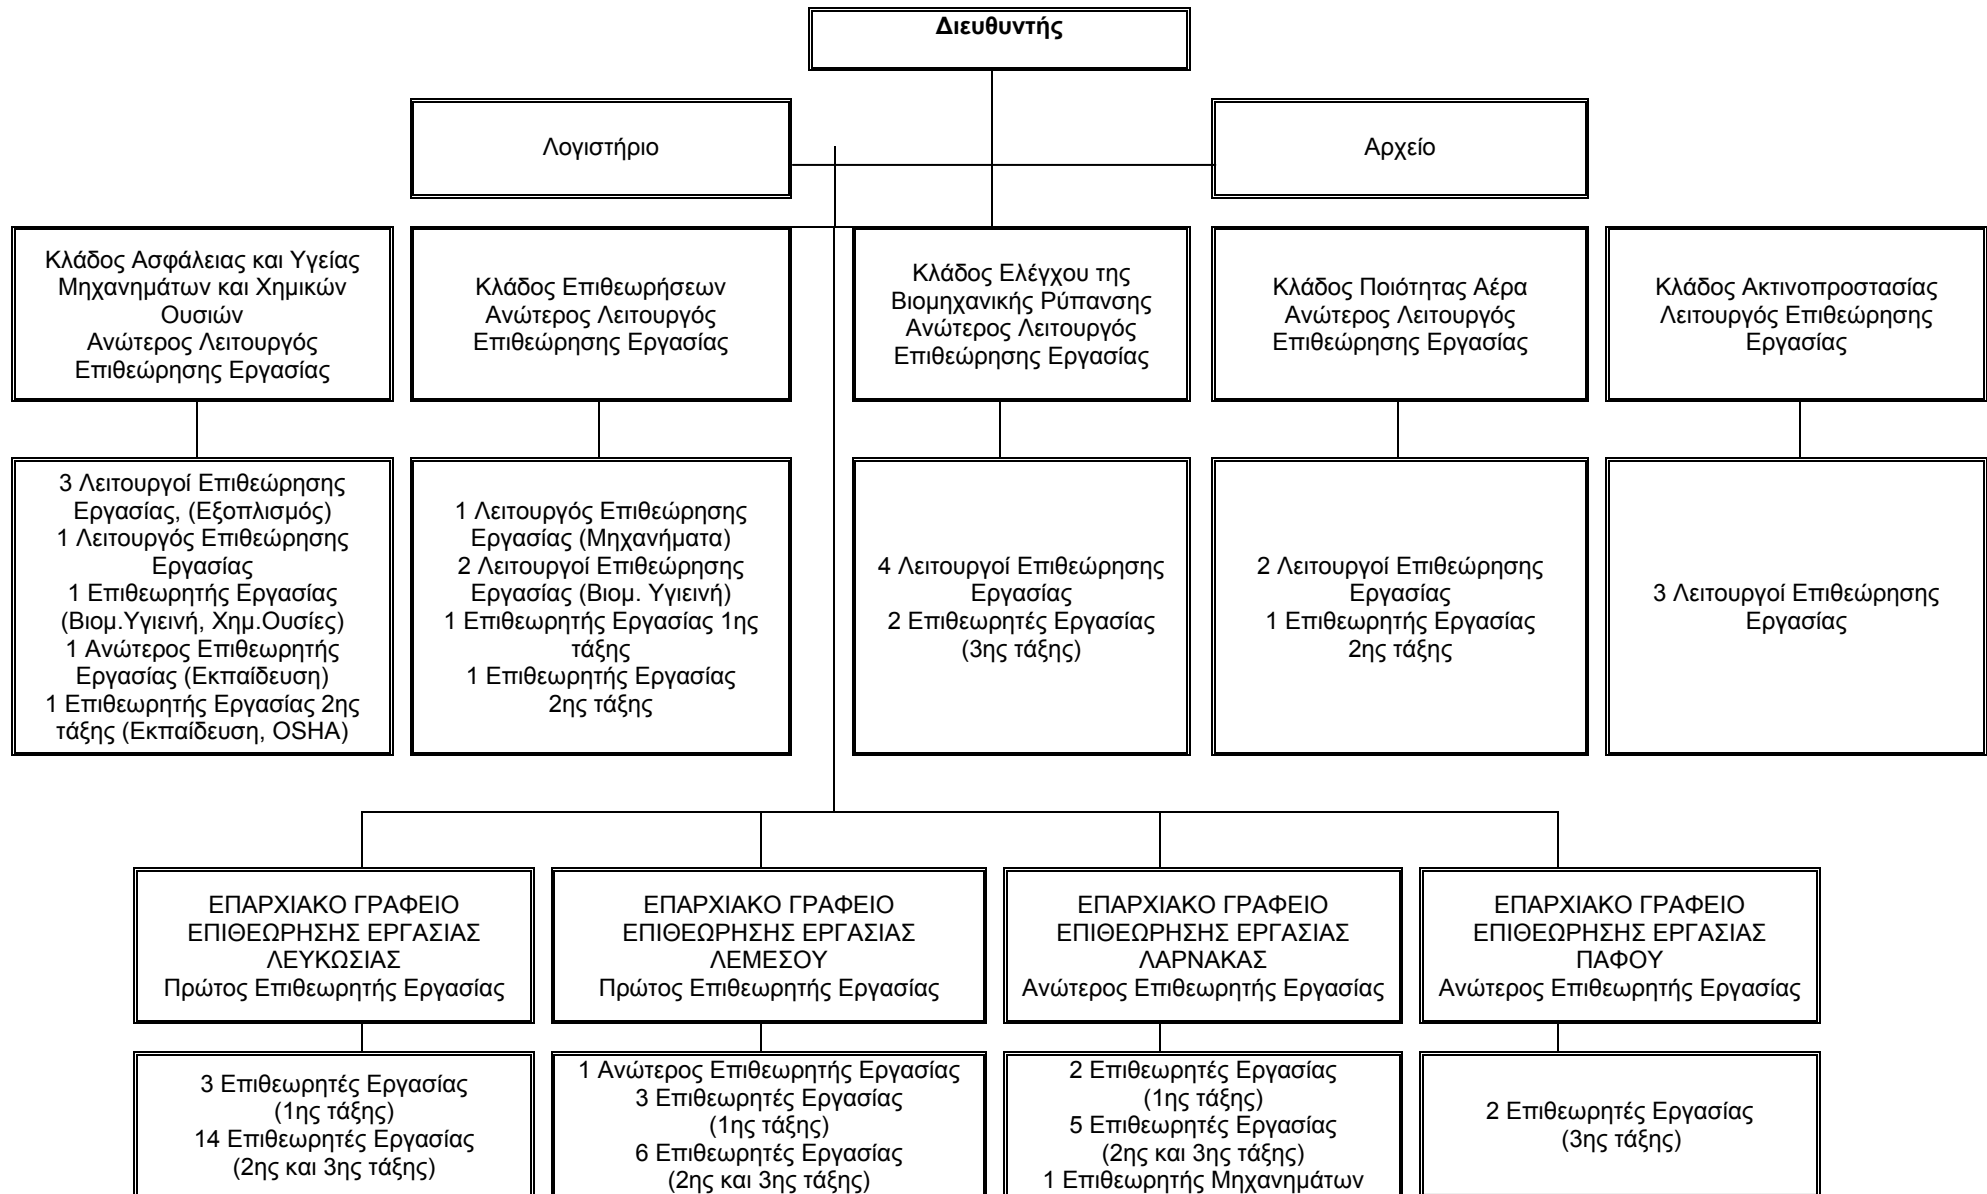 Διευθυντής
Λογιστήριο
Αρχείο
Κλάδος Ασφάλειας και Υγείας
Μηχανημάτων και Χημικών
Ουσιών
Ανώτερος Λειτουργός
Επιθεώρησης Εργασίας
Κλάδος Επιθεωρήσεων
Ανώτερος Λειτουργός
Επιθεώρησης Εργασίας
Κλάδος Ελέγχου της
Βιομηχανικής Ρύπανσης
Ανώτερος Λειτουργός
Επιθεώρησης Εργασίας
Κλάδος Ποιότητας Αέρα
Ανώτερος Λειτουργός
Επιθεώρησης Εργασίας
Κλάδος Ακτινοπροστασίας
Λειτουργός Επιθεώρησης
Εργασίας
3 Λειτουργοί Επιθεώρησης
Εργασίας, (Εξοπλισμός)
1 Λειτουργός Επιθεώρησης
Εργασίας
1 Επιθεωρητής Εργασίας
(Βιομ.Υγιεινή, Χημ.Ουσίες)
1 Ανώτερος Επιθεωρητής
Εργασίας (Εκπαίδευση)
1 Επιθεωρητής Εργασίας 2ης
τάξης (Εκπαίδευση, OSHA)
1 Λειτουργός Επιθεώρησης
Εργασίας (Μηχανήματα)
2 Λειτουργοί Επιθεώρησης
Εργασίας (Βιομ. Υγιεινή)
1 Επιθεωρητής Εργασίας 1ης
τάξης
1 Επιθεωρητής Εργασίας
2ης τάξης
4 Λειτουργοί Επιθεώρησης
Εργασίας
2 Επιθεωρητές Εργασίας
(3ης τάξης)
2 Λειτουργοί Επιθεώρησης
Εργασίας
1 Επιθεωρητής Εργασίας
2ης τάξης
3 Λειτουργοί Επιθεώρησης
Εργασίας
ΕΠΑΡΧΙΑΚΟ ΓΡΑΦΕΙΟ
ΕΠΙΘΕΩΡΗΣΗΣ ΕΡΓΑΣΙΑΣ
ΛΕΥΚΩΣΙΑΣ
Πρώτος Επιθεωρητής Εργασίας
ΕΠΑΡΧΙΑΚΟ ΓΡΑΦΕΙΟ
ΕΠΙΘΕΩΡΗΣΗΣ ΕΡΓΑΣΙΑΣ
ΛΕΜΕΣΟΥ
Πρώτος Επιθεωρητής Εργασίας
ΕΠΑΡΧΙΑΚΟ ΓΡΑΦΕΙΟ
ΕΠΙΘΕΩΡΗΣΗΣ ΕΡΓΑΣΙΑΣ
ΛΑΡΝΑΚΑΣ
Ανώτερος Επιθεωρητής Εργασίας
ΕΠΑΡΧΙΑΚΟ ΓΡΑΦΕΙΟ
ΕΠΙΘΕΩΡΗΣΗΣ ΕΡΓΑΣΙΑΣ
ΠΑΦΟΥ
Ανώτερος Επιθεωρητής Εργασίας
3 Επιθεωρητές Εργασίας
(1ης τάξης)
14 Επιθεωρητές Εργασίας
(2ης και 3ης τάξης)
1 Ανώτερος Επιθεωρητής Εργασίας
3 Επιθεωρητές Εργασίας
(1ης τάξης)
6 Επιθεωρητές Εργασίας
(2ης και 3ης τάξης)
2 Επιθεωρητές Εργασίας
(1ης τάξης)
5 Επιθεωρητές Εργασίας
(2ης και 3ης τάξης)
1 Επιθεωρητής Μηχανημάτων
2 Επιθεωρητές Εργασίας
(3ης τάξης)